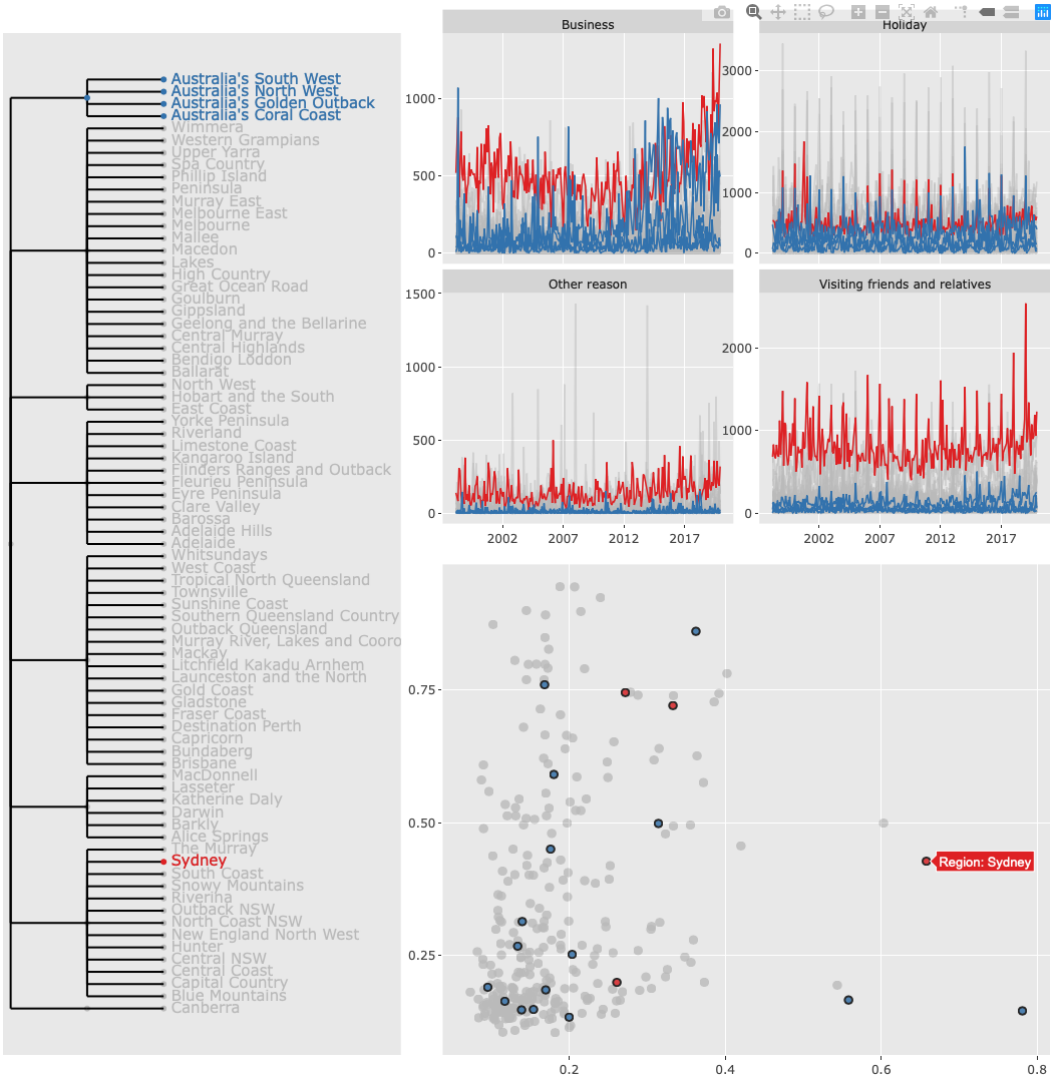 Australia's South West
Australia's North West
Australia's Golden Outback
Australia's Coral Coast
Wimmera
Western Grampians
Upper Yarra
Spa Country
Phillip Island
Peninsula
Murray East
Melbourne East
Melbourne
Mallee
Macedon
Lakes
High Country
Great Ocean Road
Goulburn
Gippsland
Geelong and the Bellarine
Central Murray
Central Highlands
Bendigo Loddon
Ballarat
North West
Hobart and the South
East Coast
Yorke Peninsula
Riverland
Limestone Coast
Kangaroo Island
Flinders Ranges and Outback
Fleurieu Peninsula
Eyre Peninsula
Clare Valley
Barossa
Adelaide Hills
Adelaide
Whitsundays
West Coast
Tropical North Queensland
Townsville
Sunshine Coast
Southern Queensland Country
Outback Queensland
Murray River, Lakes and Cooro
Mackay
Litchfield Kakadu Arnhem
Launceston and the North
Gold Coast
Gladstone
Fraser Coast
Destination Perth
Capricorn
Bundaberg
Brisbane
MacDonnell
Lasseter
Katherine Daly
Darwin
Barkly
Alice Springs
The Murray
Sydney
South Coast
Snowy Mountains
Riverina
Outback NSW
North Coast NSW
New England North West
Hunter
Central NSW
Central Coast
Capital Country
Blue Mountains
Canberra
Business
1000
500
0
Holiday
3000
2000
1000
0
Other reason
1500
1000
500
0
2002 2007 2012 2017
Visiting friends and relatives
2000
1000
0
2002 2007 2012 2017
0.75
0.50
0.25
Region: Sydney
0.2 0.4 0.6 0.8